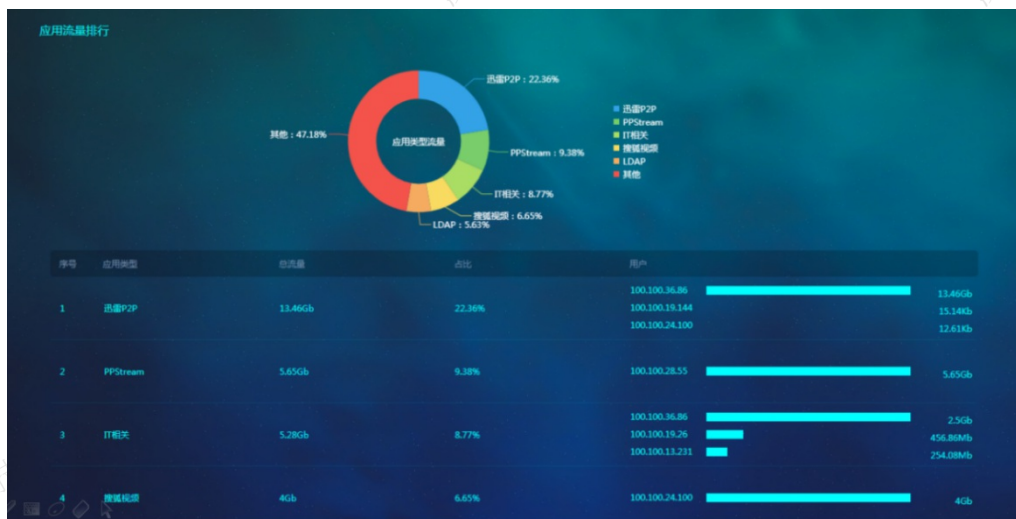 应用流量排行
迅雷P2P：22.36%
PPStream：9.38%
IT相关：8.77%
搜狐视频：6.65%
LDAP：5.63%
其他：47.18%
应用类型流量
迅雷P2P
PPStream
IT相关
搜狐视频
LDAP
其他
序号 应用类型 总流量 占比 用户
1 迅雷P2P 13.46Gb 22.36%
100.100.36.86 13.46Gb
100.100.19.144 15.14Kb
100.100.24.100 12.61Kb
2 PPStream 5.65Gb 9.38% 100.100.28.55 5.65Gb
3 IT相关 5.28Gb 8.77%
100.100.36.86 2.5Gb
100.100.19.26 456.86Mb
100.100.13.231 254.08Mb
4 搜狐视频 4Gb 6.65% 100.100.24.100 4Gb